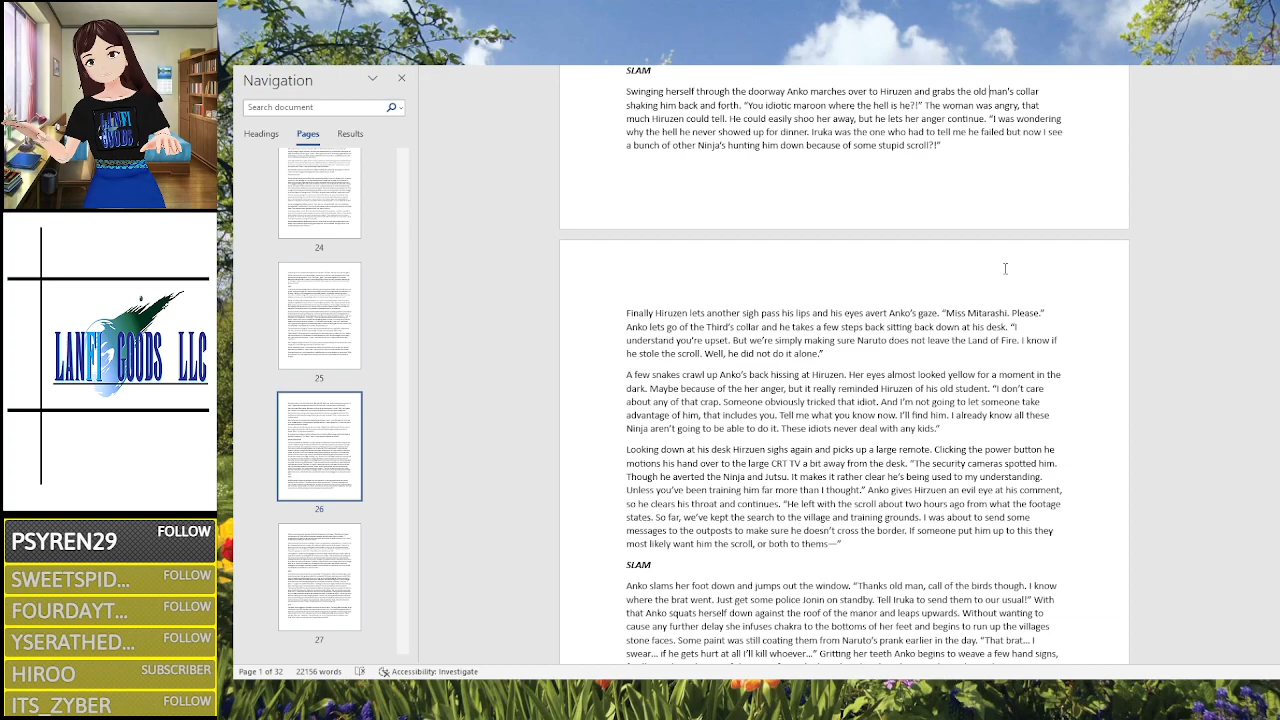 LANTI
GOODS
LANTI GOODS LLC
PSYREN29 FOLLOW
SWEETSPID... FOLLOW
FOURDAYT... FOLLOW
YSERATHED... FOLLOW
HIROO SUBSCRIBER
ITS_ZYBER FOLLOW
Navigation
Search document
Headings Pages Results
24
25
26
27
SLAM
Swinging herself through the doorway Anko marches over to Hiruzen and grabs the old man's collar
shaking him back and forth. "You idiotic maroon where the hell is he?!" The woman was angry, that
much Hiruzen could tell. He could easily shoo her away, but he lets her anger continue. "I was wondering
why the hell he never showed up for dinner. Iruka was the one who had to tell me he failed but now I see
a bunch of other Ninja's hunting him down because of some stupid scroll!?"
Finally Hiruzen lets another sigh his lips and his eyes avert Anko's gaze. "Miss Mitarashi. Please."
Anko lets go of the Third Hokage as he takes a few steps back sitting back down at his desk. "I
understand you're upset. We're simply making sure Naruto does not leave the Land of Fire. I know if
he stole the scroll. Well, he did not do it alone."
A few snakes crawl up Anko's back hissing at Hiruzen. Her eyes almost looked yellow for a moment in the
dark. Maybe because of the her anger, but it really reminded Hiruzen of his old student. "I don't care
about any of that crap. Someone obviously tricked that idiot. And I'm not going to let someone take
advantage of him, that includes you. Tell me what you know now. I'll find him. I already know all these
Ninja aren't going to be much help. These idiots never deal with any kids."
Looking down at his desk Hiruzen sighs again and picks up a large remote. Clicking the power button he
motions his hand over to the large CRT TV a bit away from the desk. "The security cameras spotted him.
Though he averted the Sensing Jutsu. It makes it rather clear he's being used to my understanding.
Unless you've been training him far more than I thought." Anko gives Hiruzen an evil eye at his comment,
so he clears his throat and continues. "He left with the scroll about two hours ago from what the footage
states. So far, we've kept the search to the village and training grounds. I was about to send some
messages to the outposts to make sure he doesn't pass the border. If someone put him up to this they
most likely want him the scroll, or both to thems—"
SLAM
Anko slams her foot down on the ledge of the window. "Thanks old man, call of the birds though. I know
where the brat went. Just get some police Jonin on standby. Tell Iruka to send them to our usual!" With
that Anko squats herself down against the roof of the manor and leaps upwards. Without wanting to
cause any further delay she infuses chakra to the bottoms of her feet and begins to run up the villages
stone faces. Some paint was still coating them from Naruto's prank earlier in the day. "That brat... I
swear... if he gets hurt at all I'll kill whoever..." Gritting her teeth Anko begins to weave a few hand signs,
Page 1 of 32 22156 words Accessibility: Investigate